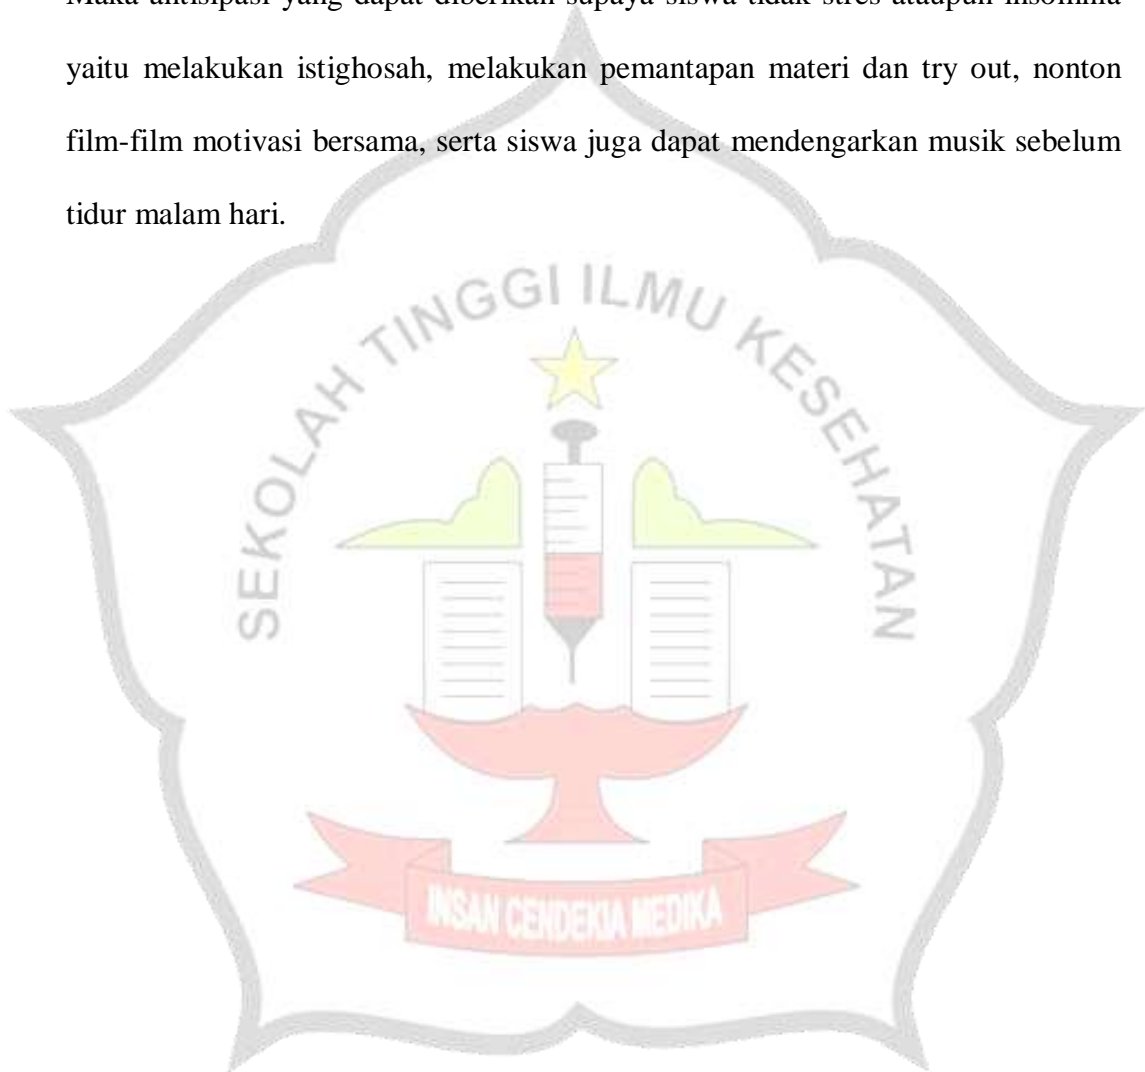 Maka antisipasi yang dapat diberikan supaya siswa tidak stres ataupun insomnia
yaitu melakukan istighosah, melakukan pemantapan materi dan try out, nonton
film-film motivasi bersama, serta siswa juga dapat mendengarkan musik sebelum
tidur malam hari.
SEKOLAH TINGGI ILMU KESEHATAN
INSAN CENDEKIA MEDIKA